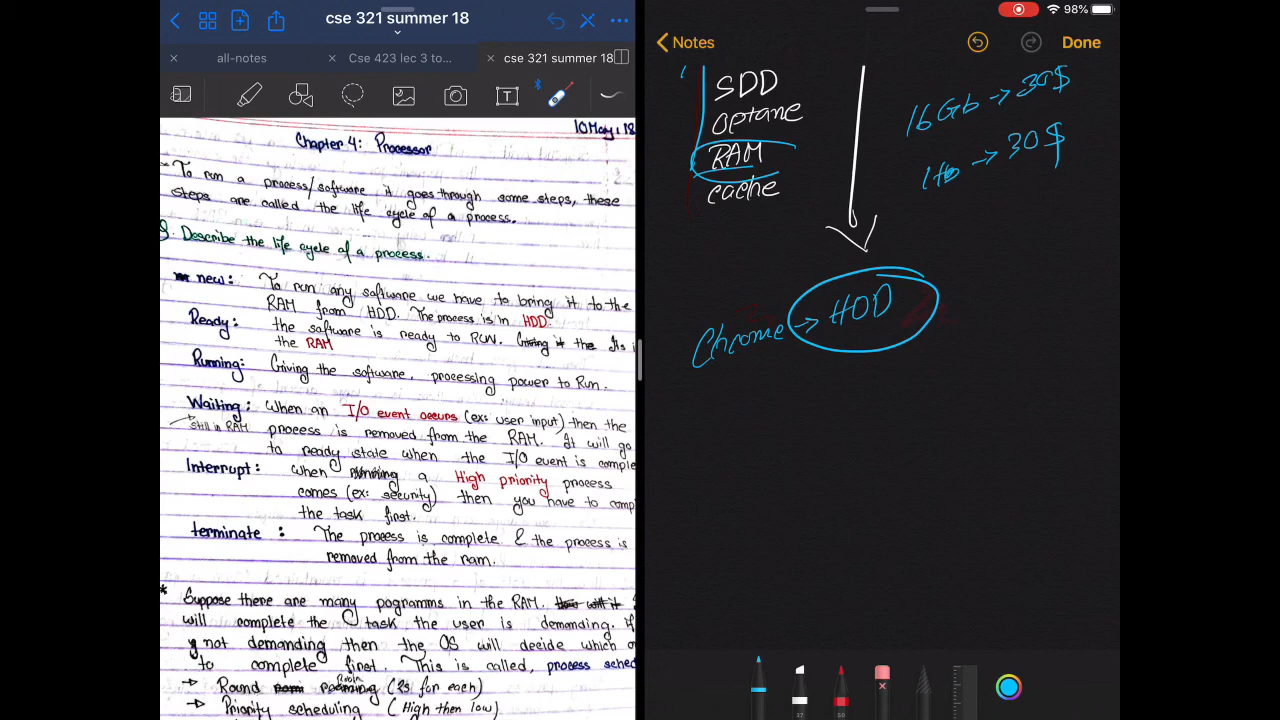 cse 321 summer 18
all-notes
Cse 423 lec 3 to...
cse 321 summer 18
10 May, 18
Chapter 4: Processor
- To run a process/software it goes through some steps, these
steps are called the life cycle of a process.
Q. Describe the life cycle of a process.
new: To run any software we have to bring it to the
RAM from HDD. The process is in HDD.
Ready: the software is ready to RUN. Its i
the RAM
Running: Giving the software, processing power to Run.
Waiting: When an I/O event occurs (ex: user input) then the
still in RAM process is removed from the RAM. It will go
to ready state when the I/O event is comple
Interrupt: when a High priority process
comes (ex: security) then you have to comp
the task first.
terminate: The process is complete & the process is
removed from the ram.
* Suppose there are many pogramms in the RAM.
will complete the task the user is demanding. if
not demanding then the OS will decide which o
to complete first. This is called, process sched
→ Round Robin (3s for each)
→ Priority scheduling (High then low)
98%
Notes
Done
SDD
optane
RAM
cache
16 Gb → 30$
1tb → 30$
Chrome → HDD
37
50